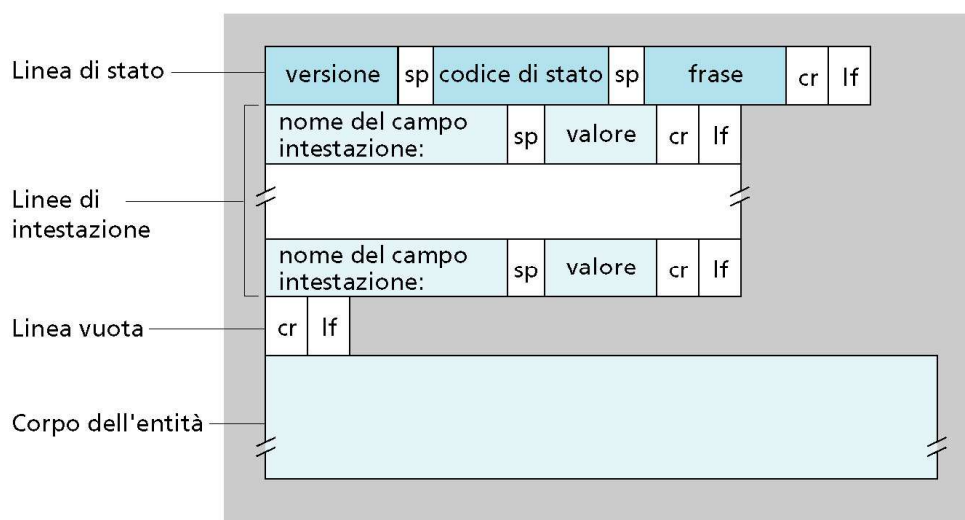 Linea di stato
versione sp codice di stato sp frase cr lf
nome del campo
intestazione: sp valore cr lf
Linee di
intestazione
nome del campo
intestazione: sp valore cr lf
Linea vuota
cr lf
Corpo dell'entità